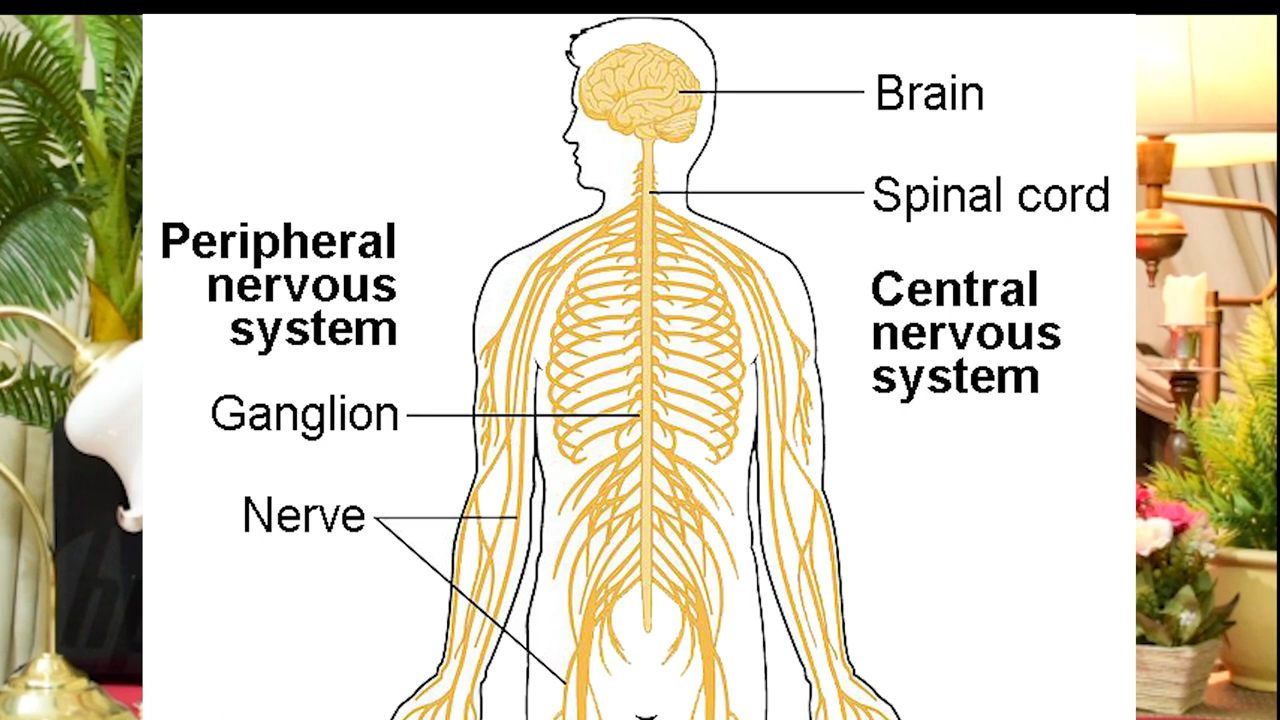 Brain
Spinal cord
Peripheral
nervous
system
Central
nervous
system
Ganglion
Nerve